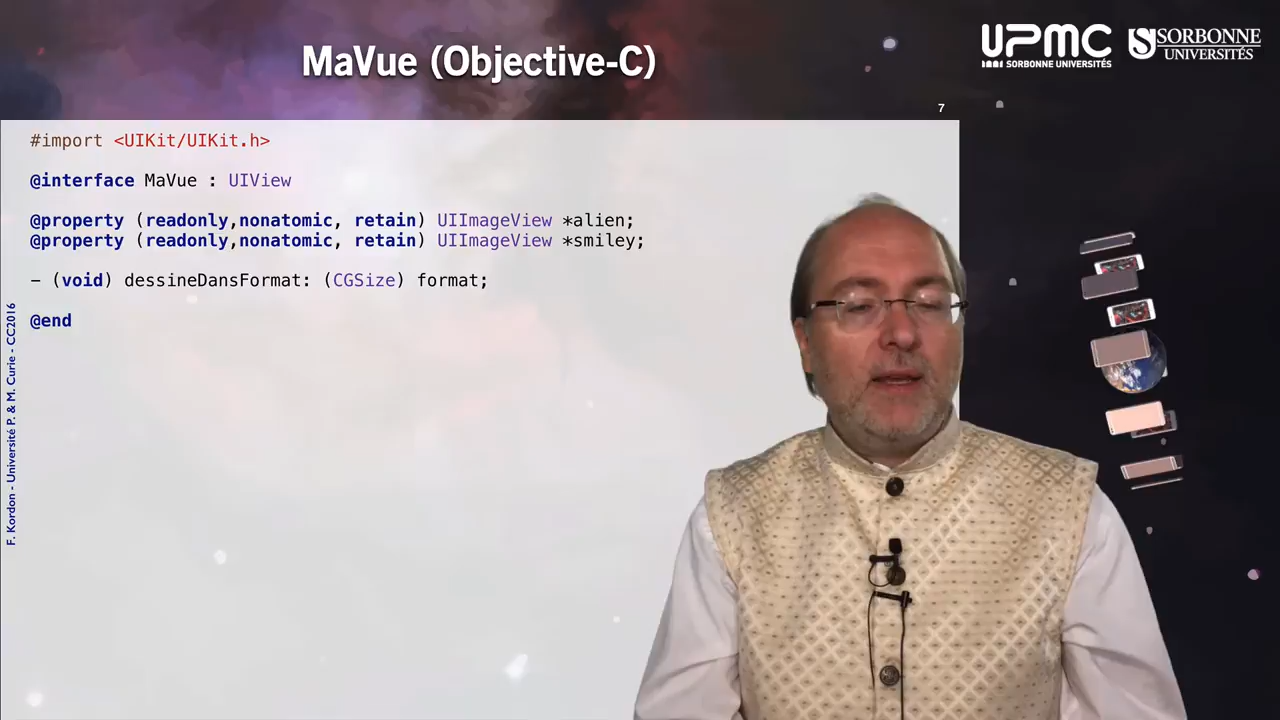 MaVue (Objective-C)
UPMC
SORBONNE UNIVERSITÉS
SORBONNE
UNIVERSITÉS
7
#import <UIKit/UIKit.h>
@interface MaVue : UIView
@property (readonly,nonatomic, retain) UIImageView *alien;
@property (readonly,nonatomic, retain) UIImageView *smiley;
– (void) dessineDansFormat: (CGSize) format;
@end
F. Kordon - Université P. & M. Curie - CC2016